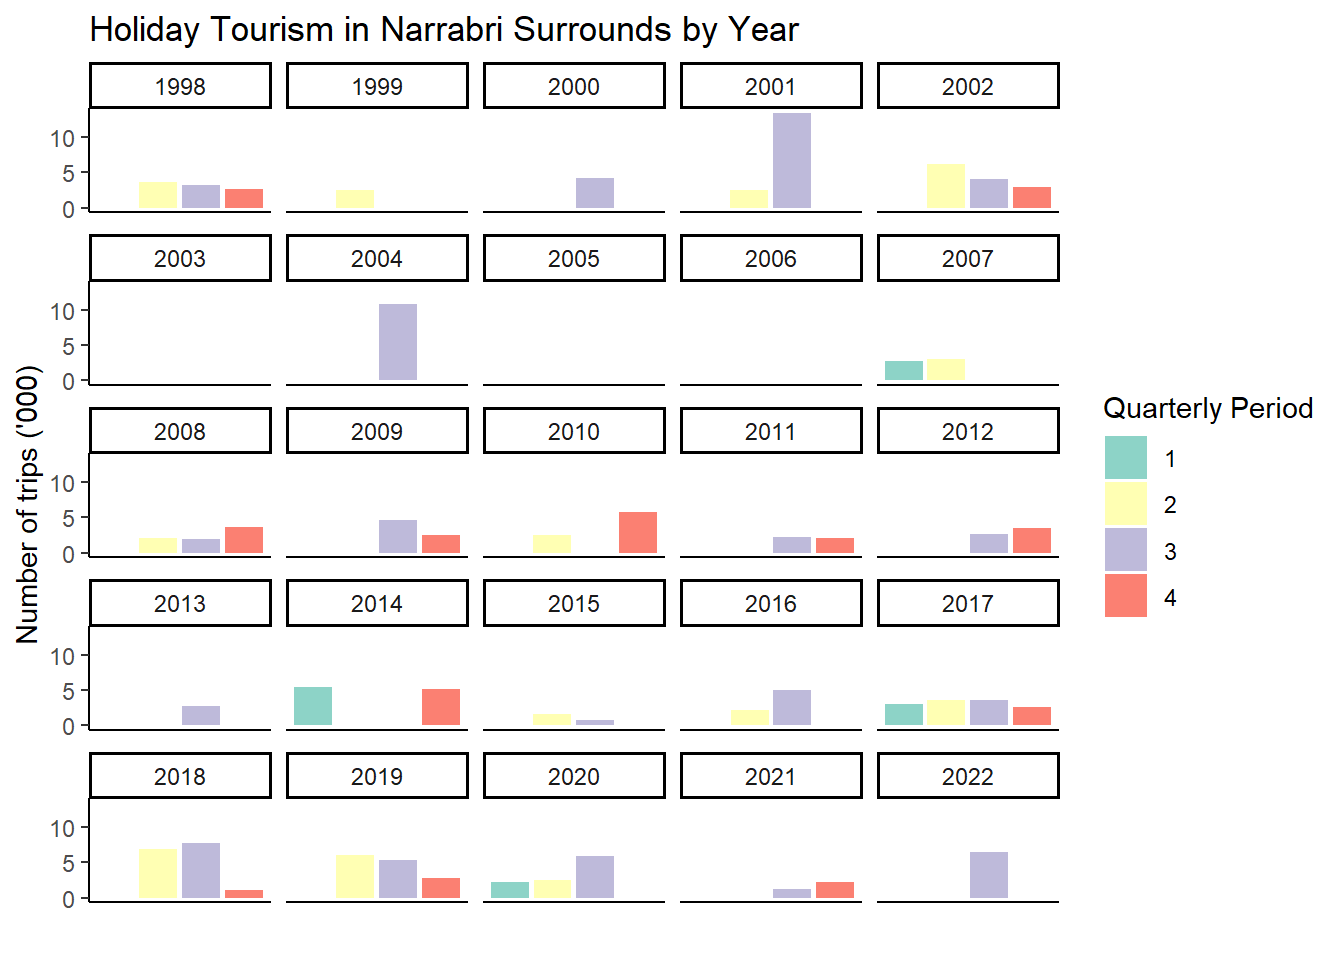 Holiday Tourism in Narrabri Surrounds by Year
1998 1999 2000 2001 2002
10
5
0
2003 2004 2005 2006 2007
10
5
0
2008 2009 2010 2011 2012
10
5
0
2013 2014 2015 2016 2017
10
5
0
2018 2019 2020 2021 2022
10
5
0
Number of trips ('000)
Quarterly Period
1
2
3
4